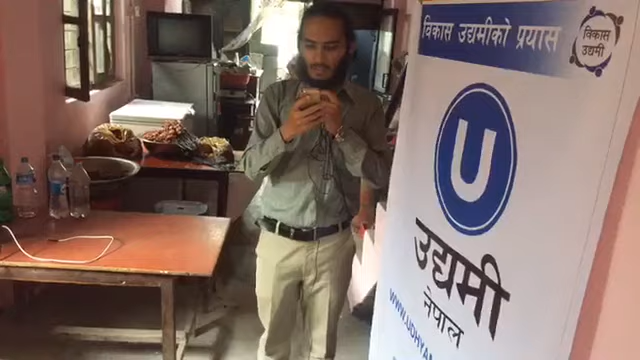 विकास उद्यमीको प्रयास
विकास
उद्यमी
U
उद्यमी
नेपाल